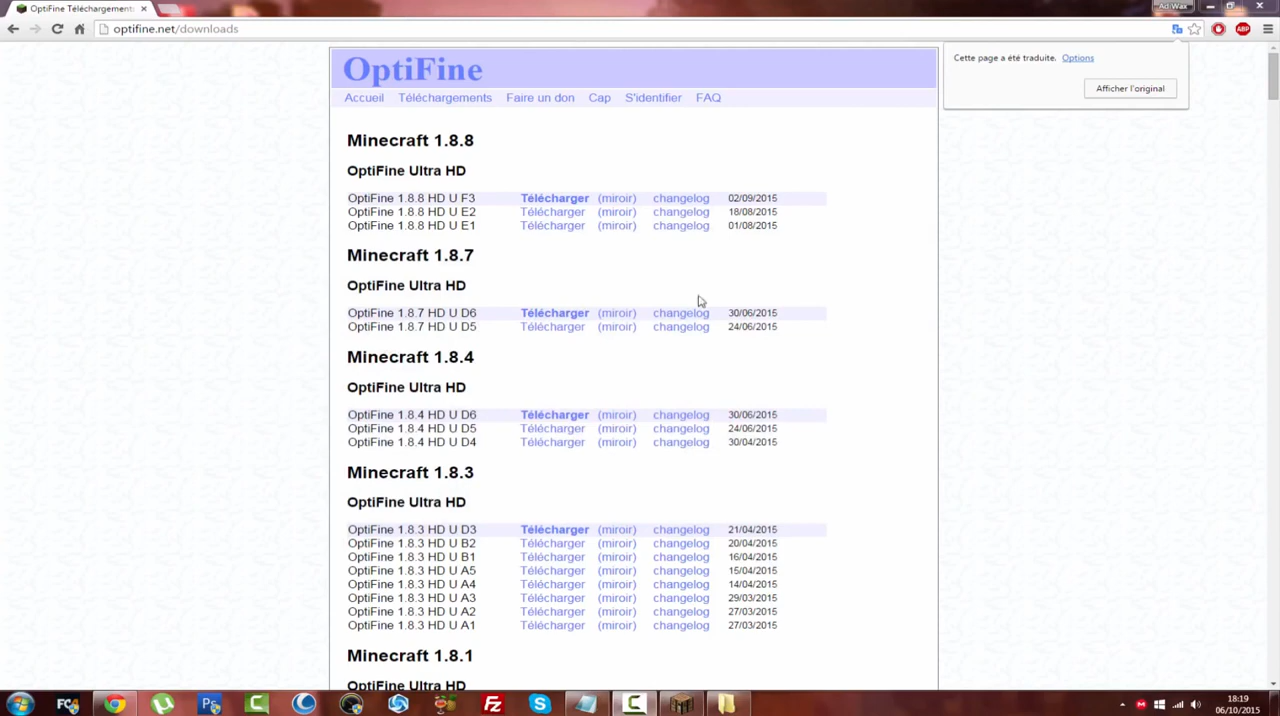 OptiFine Téléchargement
Ad Wax
optifine.net/downloads
ABP
Cette page a été traduite. Options
Afficher l'original
OptiFine
Accueil Téléchargements Faire un don Cap S'identifier FAQ
Minecraft 1.8.8
OptiFine Ultra HD
OptiFine 1.8.8 HD U F3 Télécharger (miroir) changelog 02/09/2015
OptiFine 1.8.8 HD U E2 Télécharger (miroir) changelog 18/08/2015
OptiFine 1.8.8 HD U E1 Télécharger (miroir) changelog 01/08/2015
Minecraft 1.8.7
OptiFine Ultra HD
OptiFine 1.8.7 HD U D6 Télécharger (miroir) changelog 30/06/2015
OptiFine 1.8.7 HD U D5 Télécharger (miroir) changelog 24/06/2015
Minecraft 1.8.4
OptiFine Ultra HD
OptiFine 1.8.4 HD U D6 Télécharger (miroir) changelog 30/06/2015
OptiFine 1.8.4 HD U D5 Télécharger (miroir) changelog 24/06/2015
OptiFine 1.8.4 HD U D4 Télécharger (miroir) changelog 30/04/2015
Minecraft 1.8.3
OptiFine Ultra HD
OptiFine 1.8.3 HD U D3 Télécharger (miroir) changelog 21/04/2015
OptiFine 1.8.3 HD U B2 Télécharger (miroir) changelog 20/04/2015
OptiFine 1.8.3 HD U B1 Télécharger (miroir) changelog 16/04/2015
OptiFine 1.8.3 HD U A5 Télécharger (miroir) changelog 15/04/2015
OptiFine 1.8.3 HD U A4 Télécharger (miroir) changelog 14/04/2015
OptiFine 1.8.3 HD U A3 Télécharger (miroir) changelog 29/03/2015
OptiFine 1.8.3 HD U A2 Télécharger (miroir) changelog 27/03/2015
OptiFine 1.8.3 HD U A1 Télécharger (miroir) changelog 27/03/2015
Minecraft 1.8.1
OptiFine Ultra HD
FC4 Ps
18:19
06/10/2015